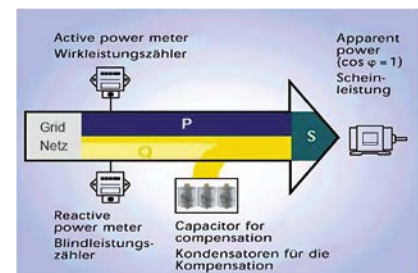 Active power meter
Wirkleistungszähler
Apparent
power
(cos φ = 1)
Schein-
leistung
Grid
Netz
P
Q
S
Reactive
power meter
Blindleistungs-
zähler
Capacitor for
compensation
Kondensatoren für die
Kompensation